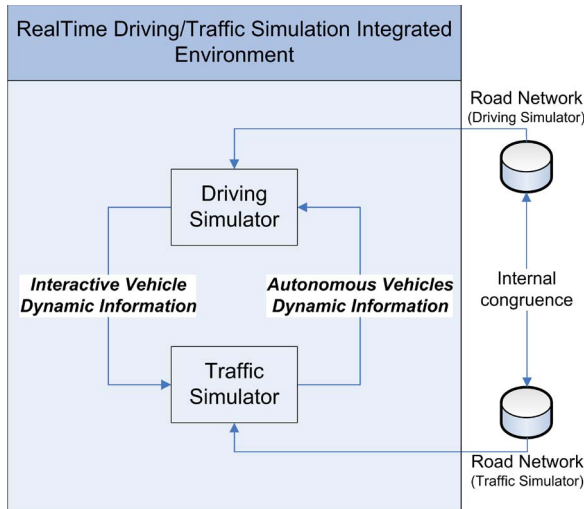 RealTime Driving/Traffic Simulation Integrated
Environment
Road Network
(Driving Simulator)
Driving
Simulator
Interactive Vehicle
Dynamic Information
Autonomous Vehicles
Dynamic Information
Internal
congruence
Traffic
Simulator
Road Network
(Traffic Simulator)